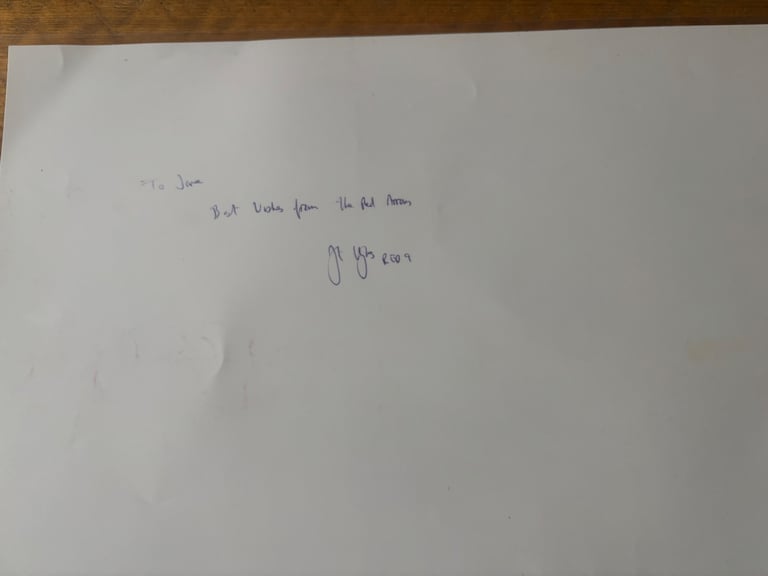 To Jane
Best Wishes from the Red Arrows
RED 9